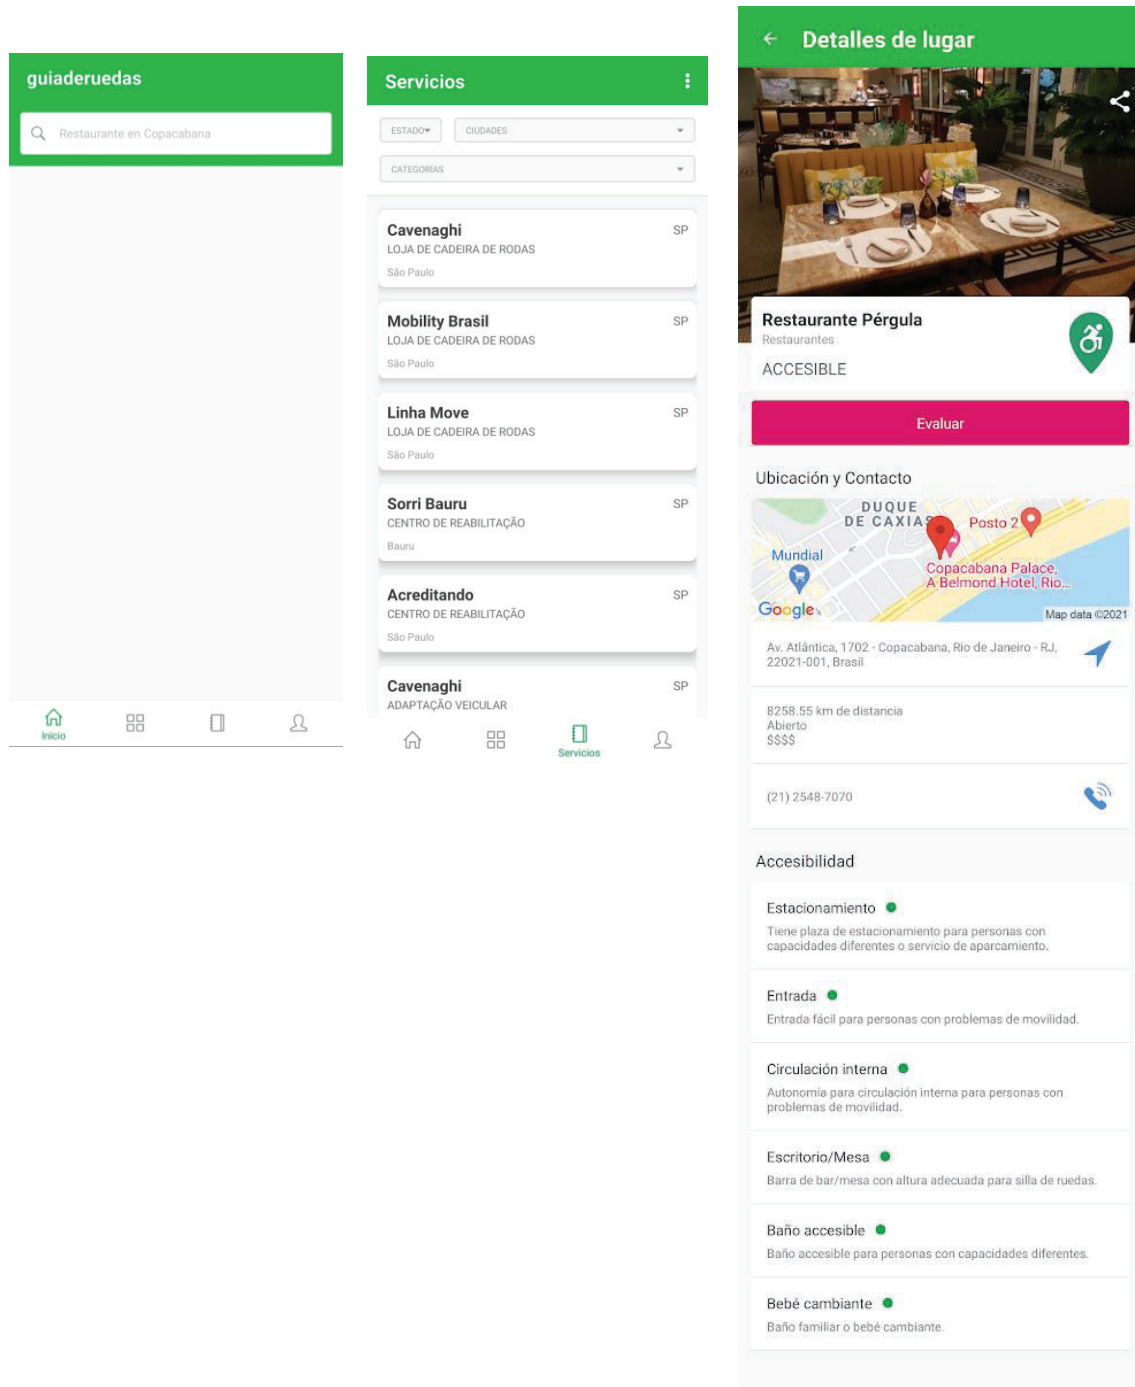 guiaderuedas
Restaurante en Copacabana
Inicio
Servicios
ESTADO
CIUDADES
CATEGORÍAS
Cavenaghi
SP
LOJA DE CADEIRA DE RODAS
São Paulo
Mobility Brasil
SP
LOJA DE CADEIRA DE RODAS
São Paulo
Linha Move
SP
LOJA DE CADEIRA DE RODAS
São Paulo
Sorri Bauru
SP
CENTRO DE REABILITAÇÃO
Bauru
Acreditando
SP
CENTRO DE REABILITAÇÃO
São Paulo
Cavenaghi
SP
ADAPTAÇÃO VEICULAR
Servicios
Detalles de lugar
Restaurante Pérgula
Restaurantes
ACCESIBLE
Evaluar
Ubicación y Contacto
DUQUE
DE CAXIAS
Posto 2
Mundial
Copacabana Palace,
A Belmond Hotel, Rio...
Google
Map data ©2021
Av. Atlântica, 1702 - Copacabana, Rio de Janeiro - RJ,
22021-001, Brasil
8258.55 km de distancia
Abierto
$$$$
(21) 2548-7070
Accesibilidad
Estacionamiento
Tiene plaza de estacionamiento para personas con
capacidades diferentes o servicio de aparcamiento.
Entrada
Entrada fácil para personas con problemas de movilidad.
Circulación interna
Autonomía para circulación interna para personas con
problemas de movilidad.
Escritorio/Mesa
Barra de bar/mesa con altura adecuada para silla de ruedas.
Baño accesible
Baño accesible para personas con capacidades diferentes.
Bebé cambiante
Baño familiar o bebé cambiante.